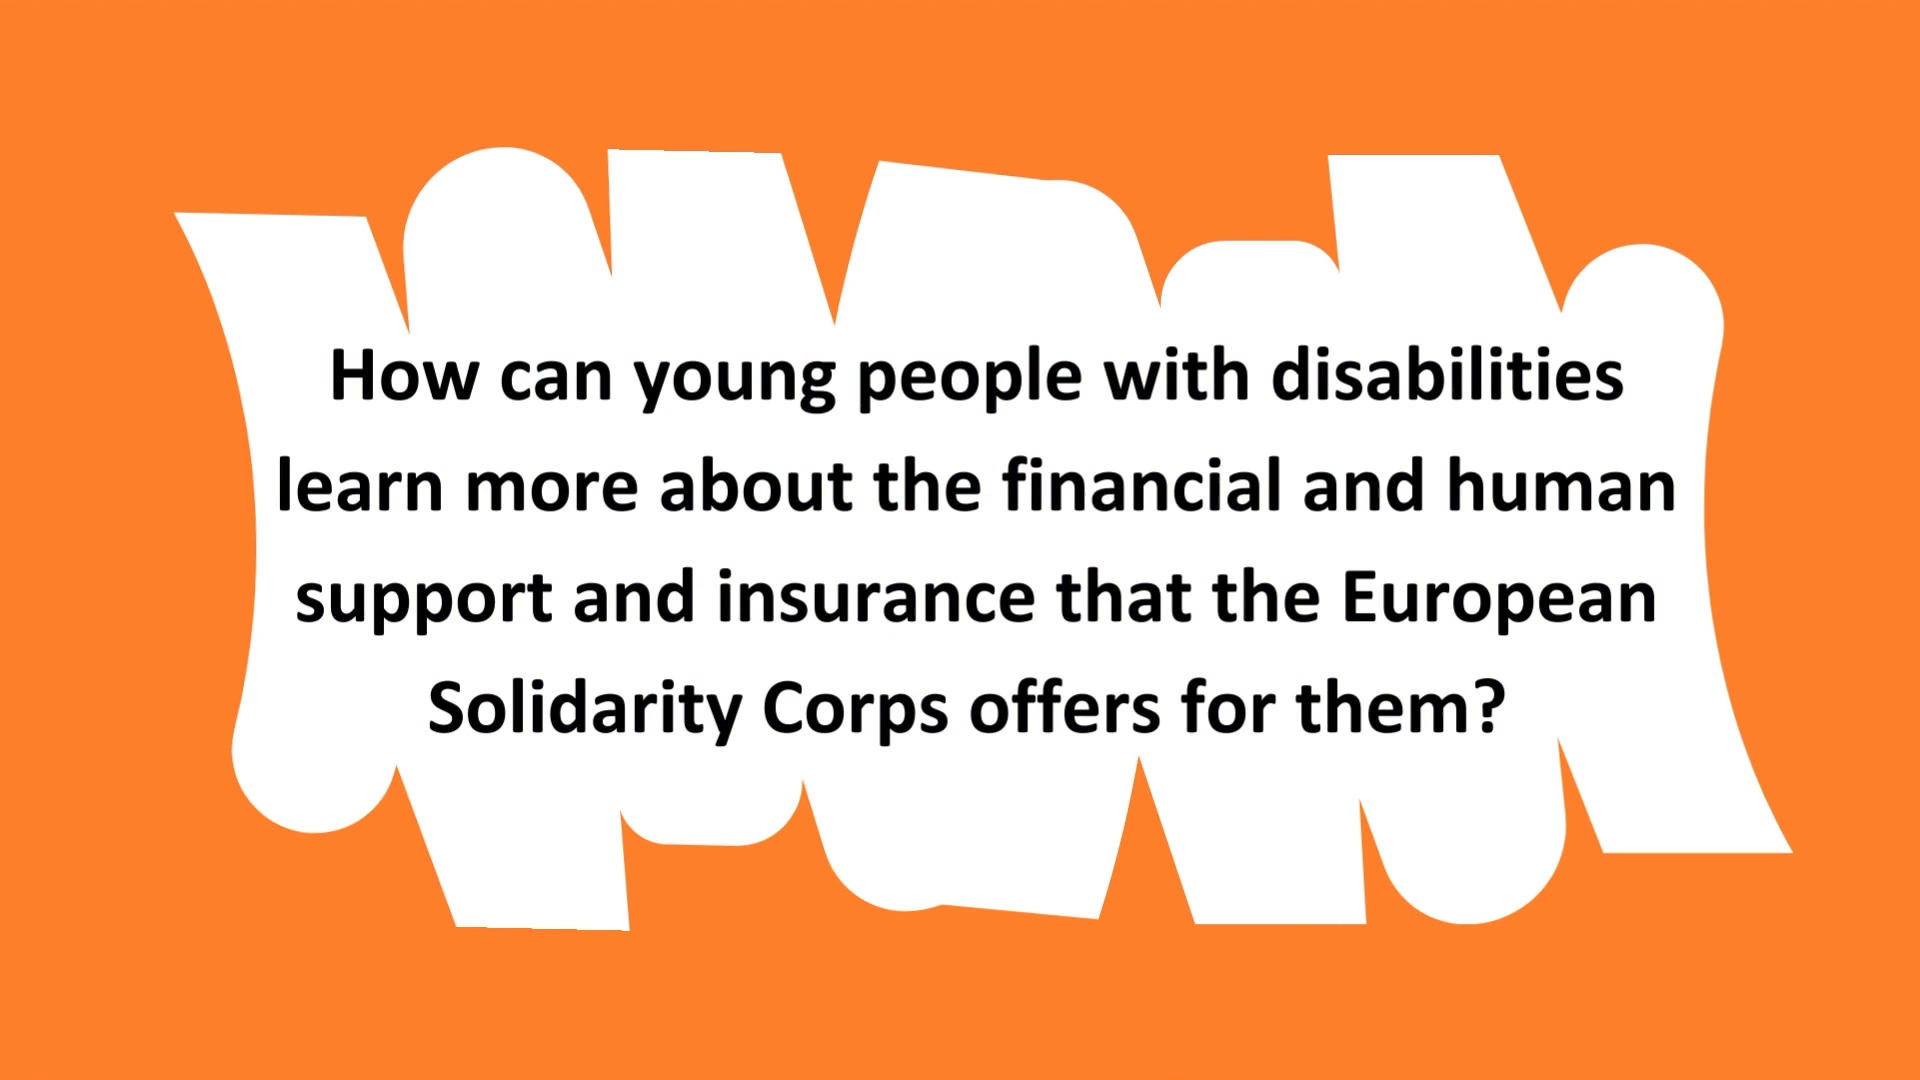 How can young people with disabilities
learn more about the financial and human
support and insurance that the European
Solidarity Corps offers for them?